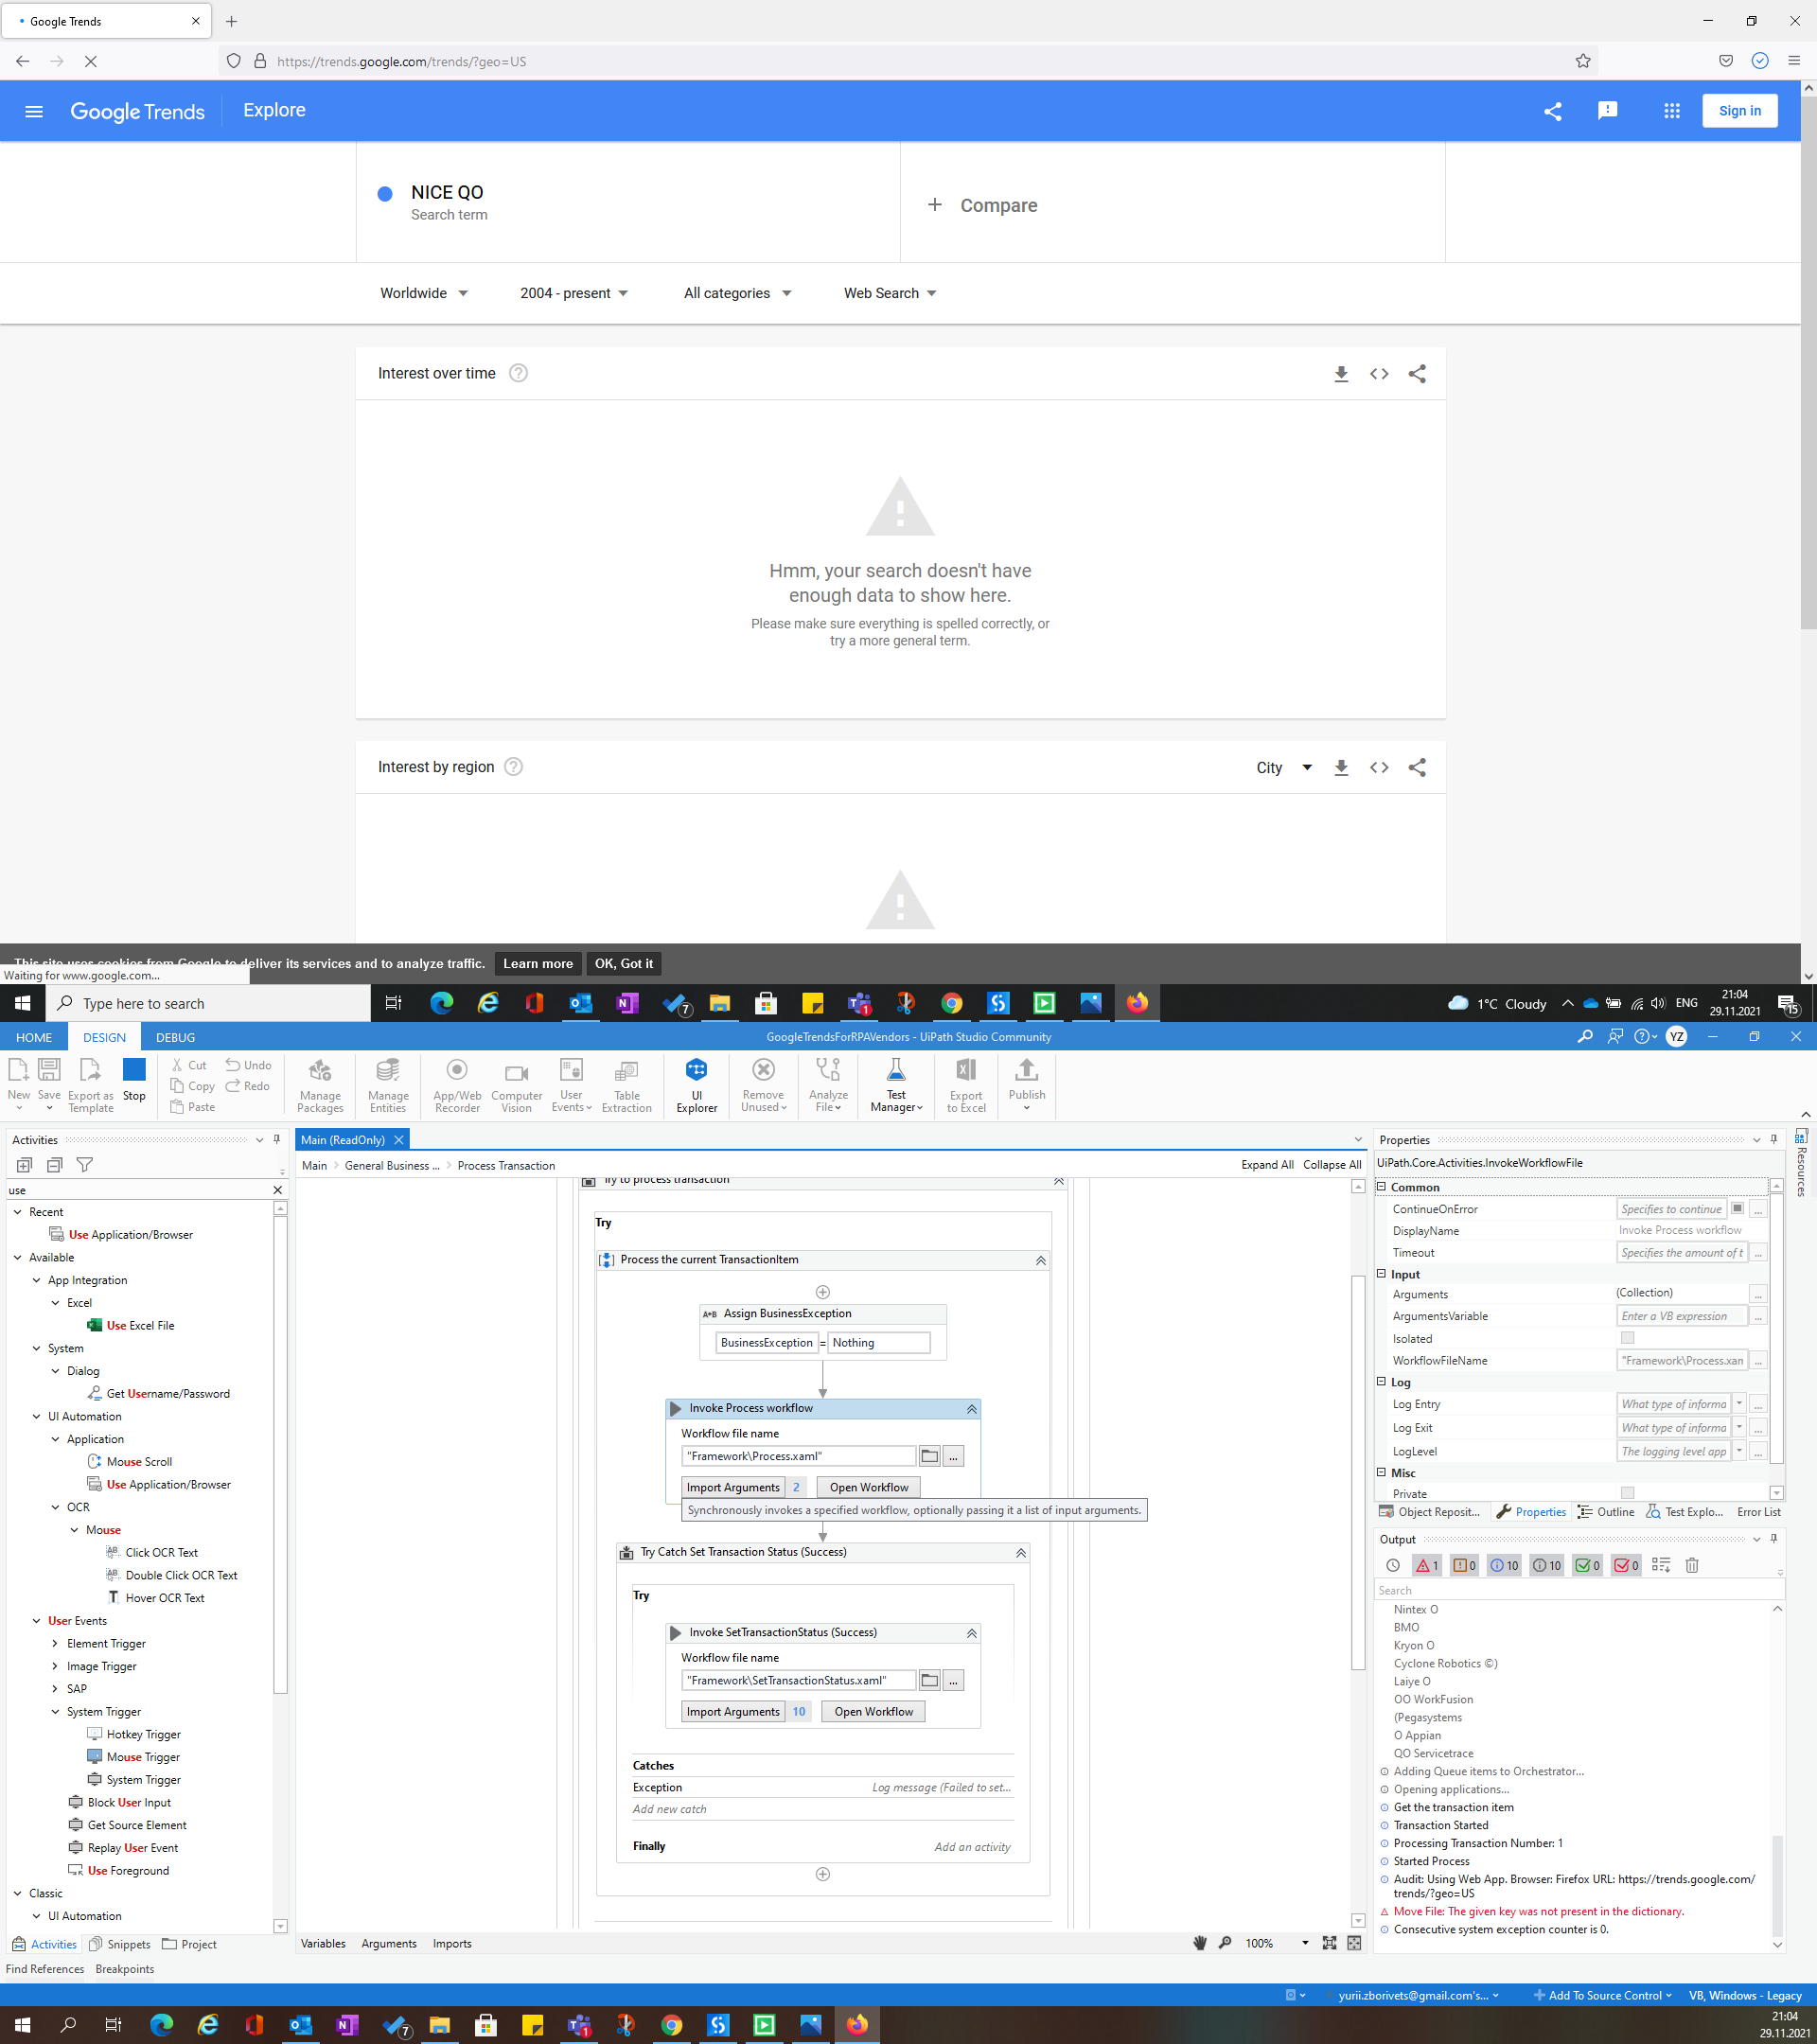 Google Trends
https://trends.google.com/trends/?geo=US
Google Trends
Explore
Sign in
NICE QO
Search term
+ Compare
Worldwide
2004 - present
All categories
Web Search
Interest over time
Hmm, your search doesn't have
enough data to show here.
Please make sure everything is spelled correctly, or
try a more general term.
Interest by region
City
This site uses cookies from Google to deliver its services and to analyze traffic.
Learn more
OK, Got it
Waiting for www.google.com...
Type here to search
7
1
1°C Cloudy
ENG
21:04
29.11.2021
15
HOME
DESIGN
DEBUG
GoogleTrendsForRPAVendors - UiPath Studio Community
YZ
New
Save
Export as
Template
Stop
Cut
Copy
Paste
Undo
Redo
Manage
Packages
Manage
Entities
App/Web
Recorder
Computer
Vision
User
Events
Table
Extraction
UI
Explorer
Remove
Unused
Analyze
File
Test
Manager
Export
to Excel
Publish
Activities
use
Recent
Use Application/Browser
Available
App Integration
Excel
Use Excel File
System
Dialog
Get Username/Password
UI Automation
Application
Mouse Scroll
Use Application/Browser
OCR
Mouse
Click OCR Text
Double Click OCR Text
Hover OCR Text
User Events
Element Trigger
Image Trigger
SAP
System Trigger
Hotkey Trigger
Mouse Trigger
System Trigger
Block User Input
Get Source Element
Replay User Event
Use Foreground
Classic
UI Automation
Activities
Snippets
Project
Find References
Breakpoints
Main (ReadOnly)
Main > General Business ... > Process Transaction
Expand All
Collapse All
Try to process transaction
Try
Process the current TransactionItem
A+B Assign BusinessException
BusinessException = Nothing
Invoke Process workflow
Workflow file name
"Framework\Process.xaml"
...
Import Arguments 2
Open Workflow
Synchronously invokes a specified workflow, optionally passing it a list of input arguments.
Try Catch Set Transaction Status (Success)
Try
Invoke SetTransactionStatus (Success)
Workflow file name
"Framework\SetTransactionStatus.xaml"
...
Import Arguments 10
Open Workflow
Catches
Exception
Log message (Failed to set...
Add new catch
Finally
Add an activity
Variables
Arguments
Imports
100%
Properties
UiPath.Core.Activities.InvokeWorkflowFile
Common
ContinueOnError Specifies to continue ...
DisplayName Invoke Process workflow
Timeout Specifies the amount of t ...
Input
Arguments (Collection) ...
ArgumentsVariable Enter a VB expression ...
Isolated
WorkflowFileName "Framework\Process.xan ...
Log
Log Entry What type of informa ...
Log Exit What type of informa ...
LogLevel The logging level app ...
Misc
Private
Resources
Object Reposit...
Properties
Outline
Test Explo...
Error List
Output
1
0
10
10
0
0
Search
Nintex O
BMO
Kryon O
Cyclone Robotics ©)
Laiye O
OO WorkFusion
(Pegasystems
O Appian
QO Servicetrace
Adding Queue items to Orchestrator...
Opening applications...
Get the transaction item
Transaction Started
Processing Transaction Number: 1
Started Process
Audit: Using Web App. Browser: Firefox URL: https://trends.google.com/
trends/?geo=US
Move File: The given key was not present in the dictionary.
Consecutive system exception counter is 0.
yurii.zborivets@gmail.com's...
Add To Source Control
VB, Windows - Legacy
7
1
21:04
29.11.2021